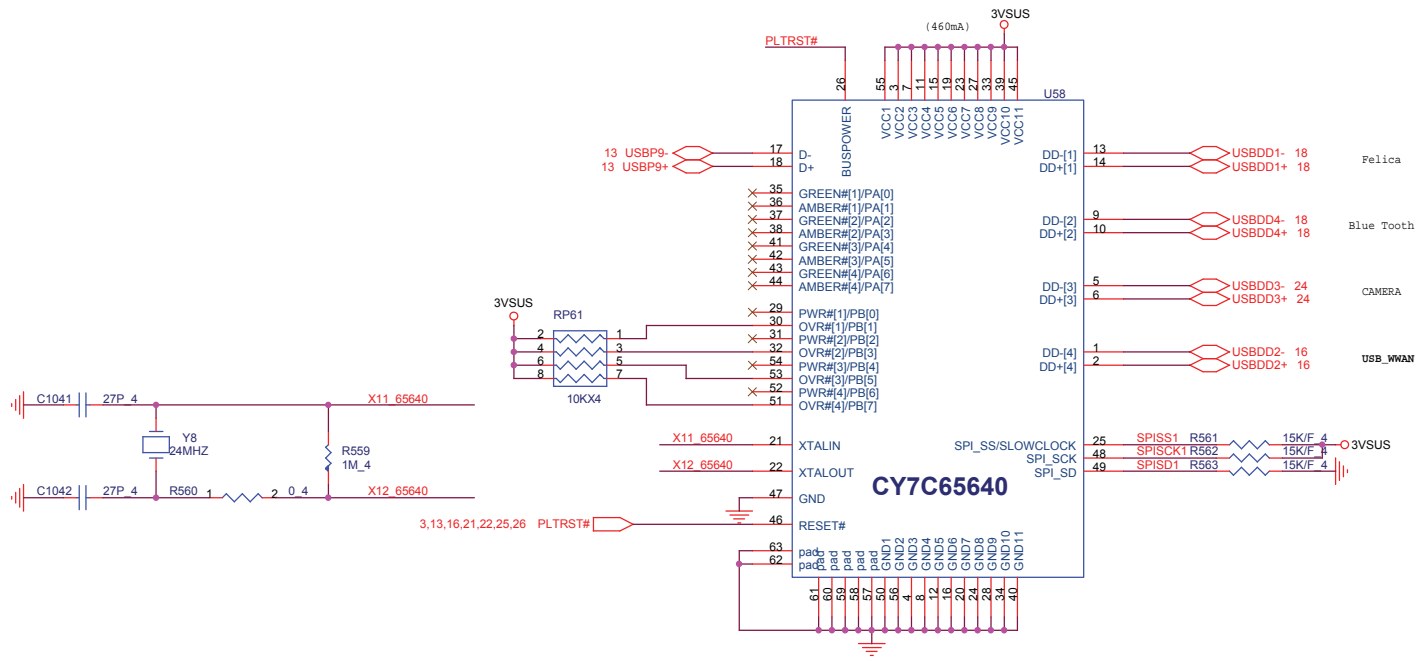 3VSUS
(460mA)
PLTRST#
26
55
3
7
11
15
19
23
27
33
39
45
U58
BUSPOWER
VCC1
VCC2
VCC3
VCC4
VCC5
VCC6
VCC7
VCC8
VCC9
VCC10
VCC11
13 USBP9- 17 D-
13 USBP9+ 18 D+
DD-[1] 13 USBDD1- 18
DD+[1] 14 USBDD1+ 18
Felica
35 GREEN#[1]/PA[0]
36 AMBER#[1]/PA[1]
37 GREEN#[2]/PA[2]
38 AMBER#[2]/PA[3]
41 GREEN#[3]/PA[4]
42 AMBER#[3]/PA[5]
43 GREEN#[4]/PA[6]
44 AMBER#[4]/PA[7]
DD-[2] 9 USBDD4- 18
DD+[2] 10 USBDD4+ 18
Blue Tooth
DD-[3] 5 USBDD3- 24
DD+[3] 6 USBDD3+ 24
CAMERA
3VSUS
RP61
2 1
4 3
6 5
8 7
10KX4
29 PWR#[1]/PB[0]
30 OVR#[1]/PB[1]
31 PWR#[2]/PB[2]
32 OVR#[2]/PB[3]
54 PWR#[3]/PB[4]
53 OVR#[3]/PB[5]
52 PWR#[4]/PB[6]
51 OVR#[4]/PB[7]
DD-[4] 1 USBDD2- 16
DD+[4] 2 USBDD2+ 16
USB_WWAN
C1041 27P_4 X11_65640
Y8
24MHZ
R559
1M_4
C1042 27P_4 R560 1 2 0_4 X12_65640
X11_65640 21 XTALIN
X12_65640 22 XTALOUT
47 GND
3,13,16,21,22,25,26 PLTRST# 46 RESET#
SPI_SS/SLOWCLOCK 25 SPISS1 R561 15K/F_4 3VSUS
SPI_SCK 48 SPISCK1 R562 15K/F_4
SPI_SD 49 SPISD1 R563 15K/F_4
CY7C65640
63 pad
62 pad
pad
pad
pad
pad
pad
GND1
GND2
GND3
GND4
GND5
GND6
GND7
GND8
GND9
GND10
GND11
61
60
59
58
57
50
56
4
8
12
16
20
24
28
34
40